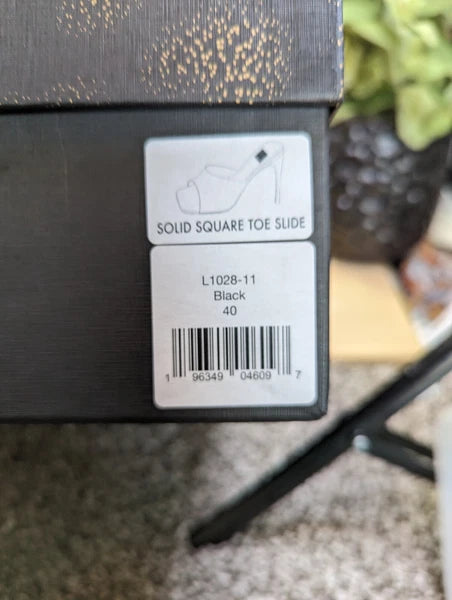 SOLID SQUARE TOE SLIDE
L1028-11
Black
40
1 96349 04609 7